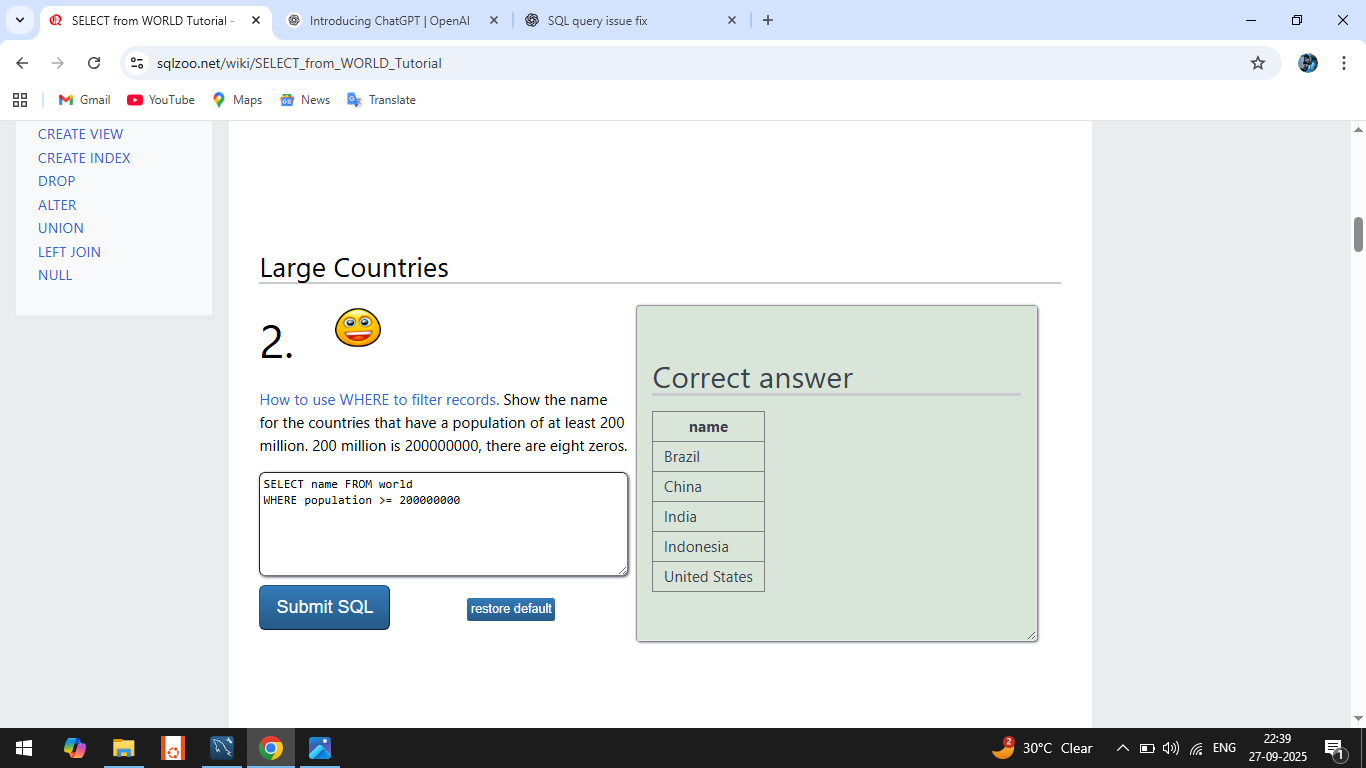 SELECT from WORLD Tutorial -
Introducing ChatGPT | OpenAI
SQL query issue fix
sqlzoo.net/wiki/SELECT_from_WORLD_Tutorial
Gmail
YouTube
Maps
News
Translate
CREATE VIEW
CREATE INDEX
DROP
ALTER
UNION
LEFT JOIN
NULL
Large Countries
2.
How to use WHERE to filter records. Show the name
for the countries that have a population of at least 200
million. 200 million is 200000000, there are eight zeros.
SELECT name FROM world
WHERE population >= 200000000
Submit SQL
restore default
Correct answer
name
Brazil
China
India
Indonesia
United States
2
30°C Clear
ENG
22:39
27-09-2025
1